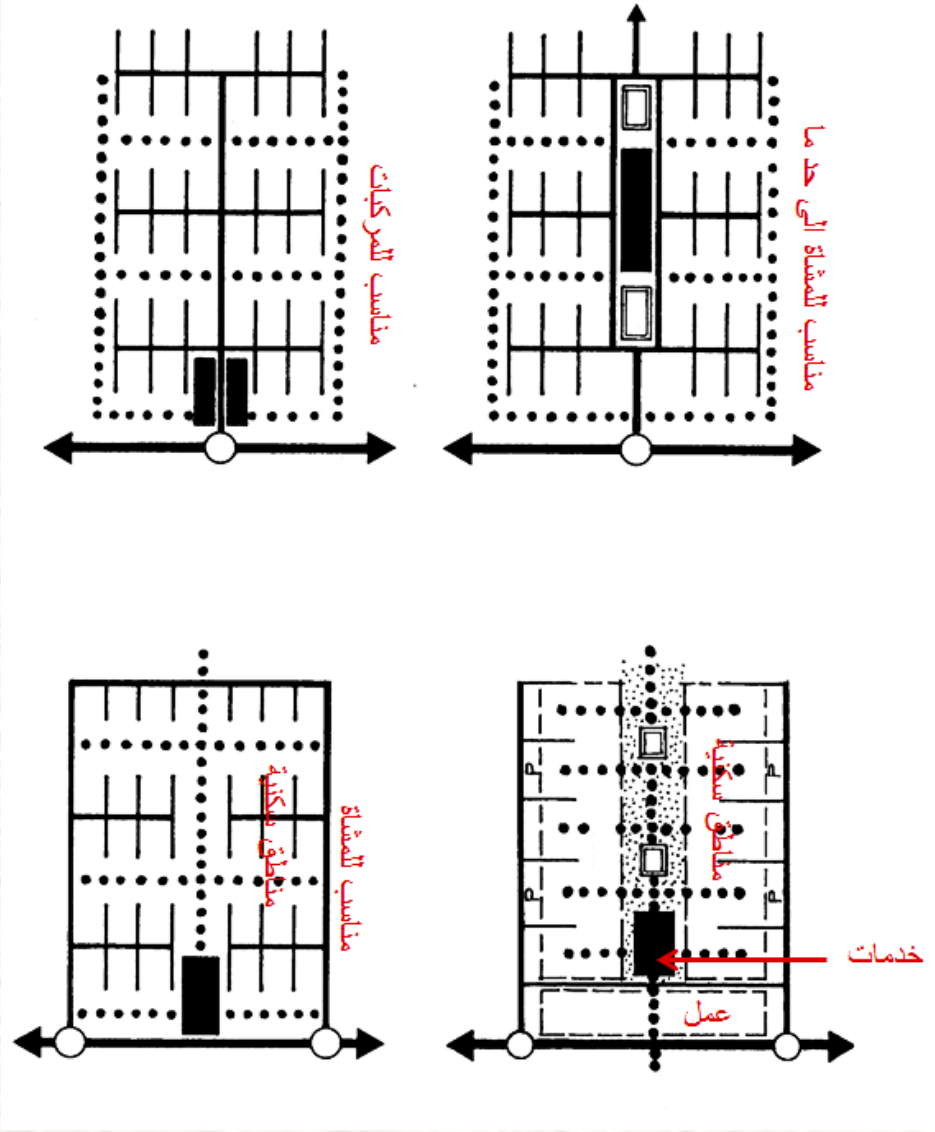 مناسب للمركبات
مناسب للمشاة الى حد ما
مناطق سكنية
مناسب للمشاة
مناطق سكنية
P
P
P
P
خدمات
عمل